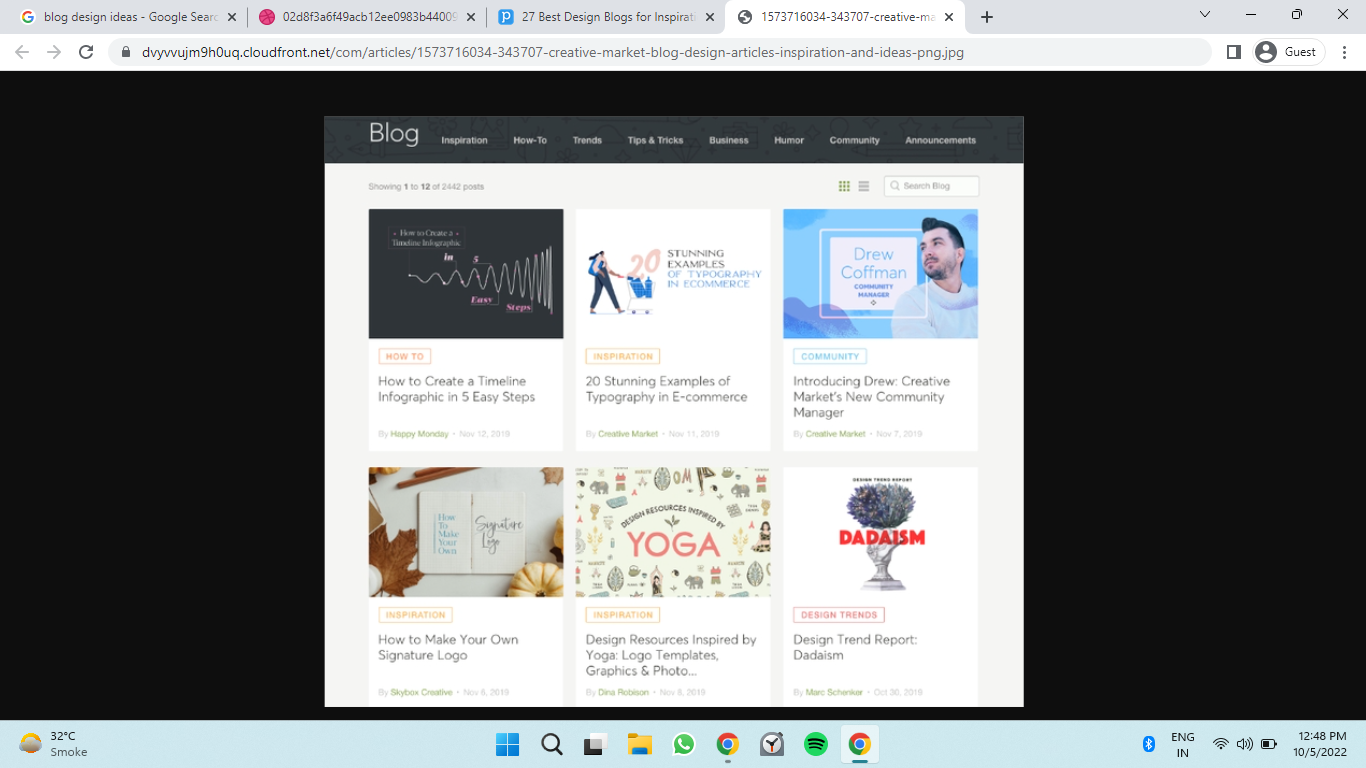 blog design ideas - Google Searc
02d8f3a6f49acb12ee0983b44009
27 Best Design Blogs for Inspirati
1573716034-343707-creative-ma
dvyvvujm9h0uq.cloudfront.net/com/articles/1573716034-343707-creative-market-blog-design-articles-inspiration-and-ideas-png.jpg
Guest
Blog
Inspiration
How-To
Trends
Tips & Tricks
Business
Humor
Community
Announcements
Showing 1 to 12 of 2442 posts
Search Blog
How to Create a
Timeline Infographic
in 5
Easy Steps
HOW TO
How to Create a Timeline
Infographic in 5 Easy Steps
By Happy Monday • Nov 12, 2019
20 STUNNING
EXAMPLES
OF TYPOGRAPHY
IN ECOMMERCE
INSPIRATION
20 Stunning Examples of
Typography in E-commerce
By Creative Market • Nov 11, 2019
Drew
Coffman
COMMUNITY
MANAGER
COMMUNITY
Introducing Drew: Creative
Market's New Community
Manager
By Creative Market • Nov 7, 2019
How
To
Make
Your
Own
Signature
Logo
INSPIRATION
How to Make Your Own
Signature Logo
By Skybox Creative • Nov 6, 2019
DESIGN RESOURCES INSPIRED BY
YOGA
INSPIRATION
Design Resources Inspired by
Yoga: Logo Templates,
Graphics & Photo...
By Dina Robison • Nov 6, 2019
DESIGN TREND REPORT
DADAISM
DESIGN TRENDS
Design Trend Report:
Dadaism
By Marc Schenker • Oct 30, 2019
32°C
Smoke
ENG
IN
12:48 PM
10/5/2022